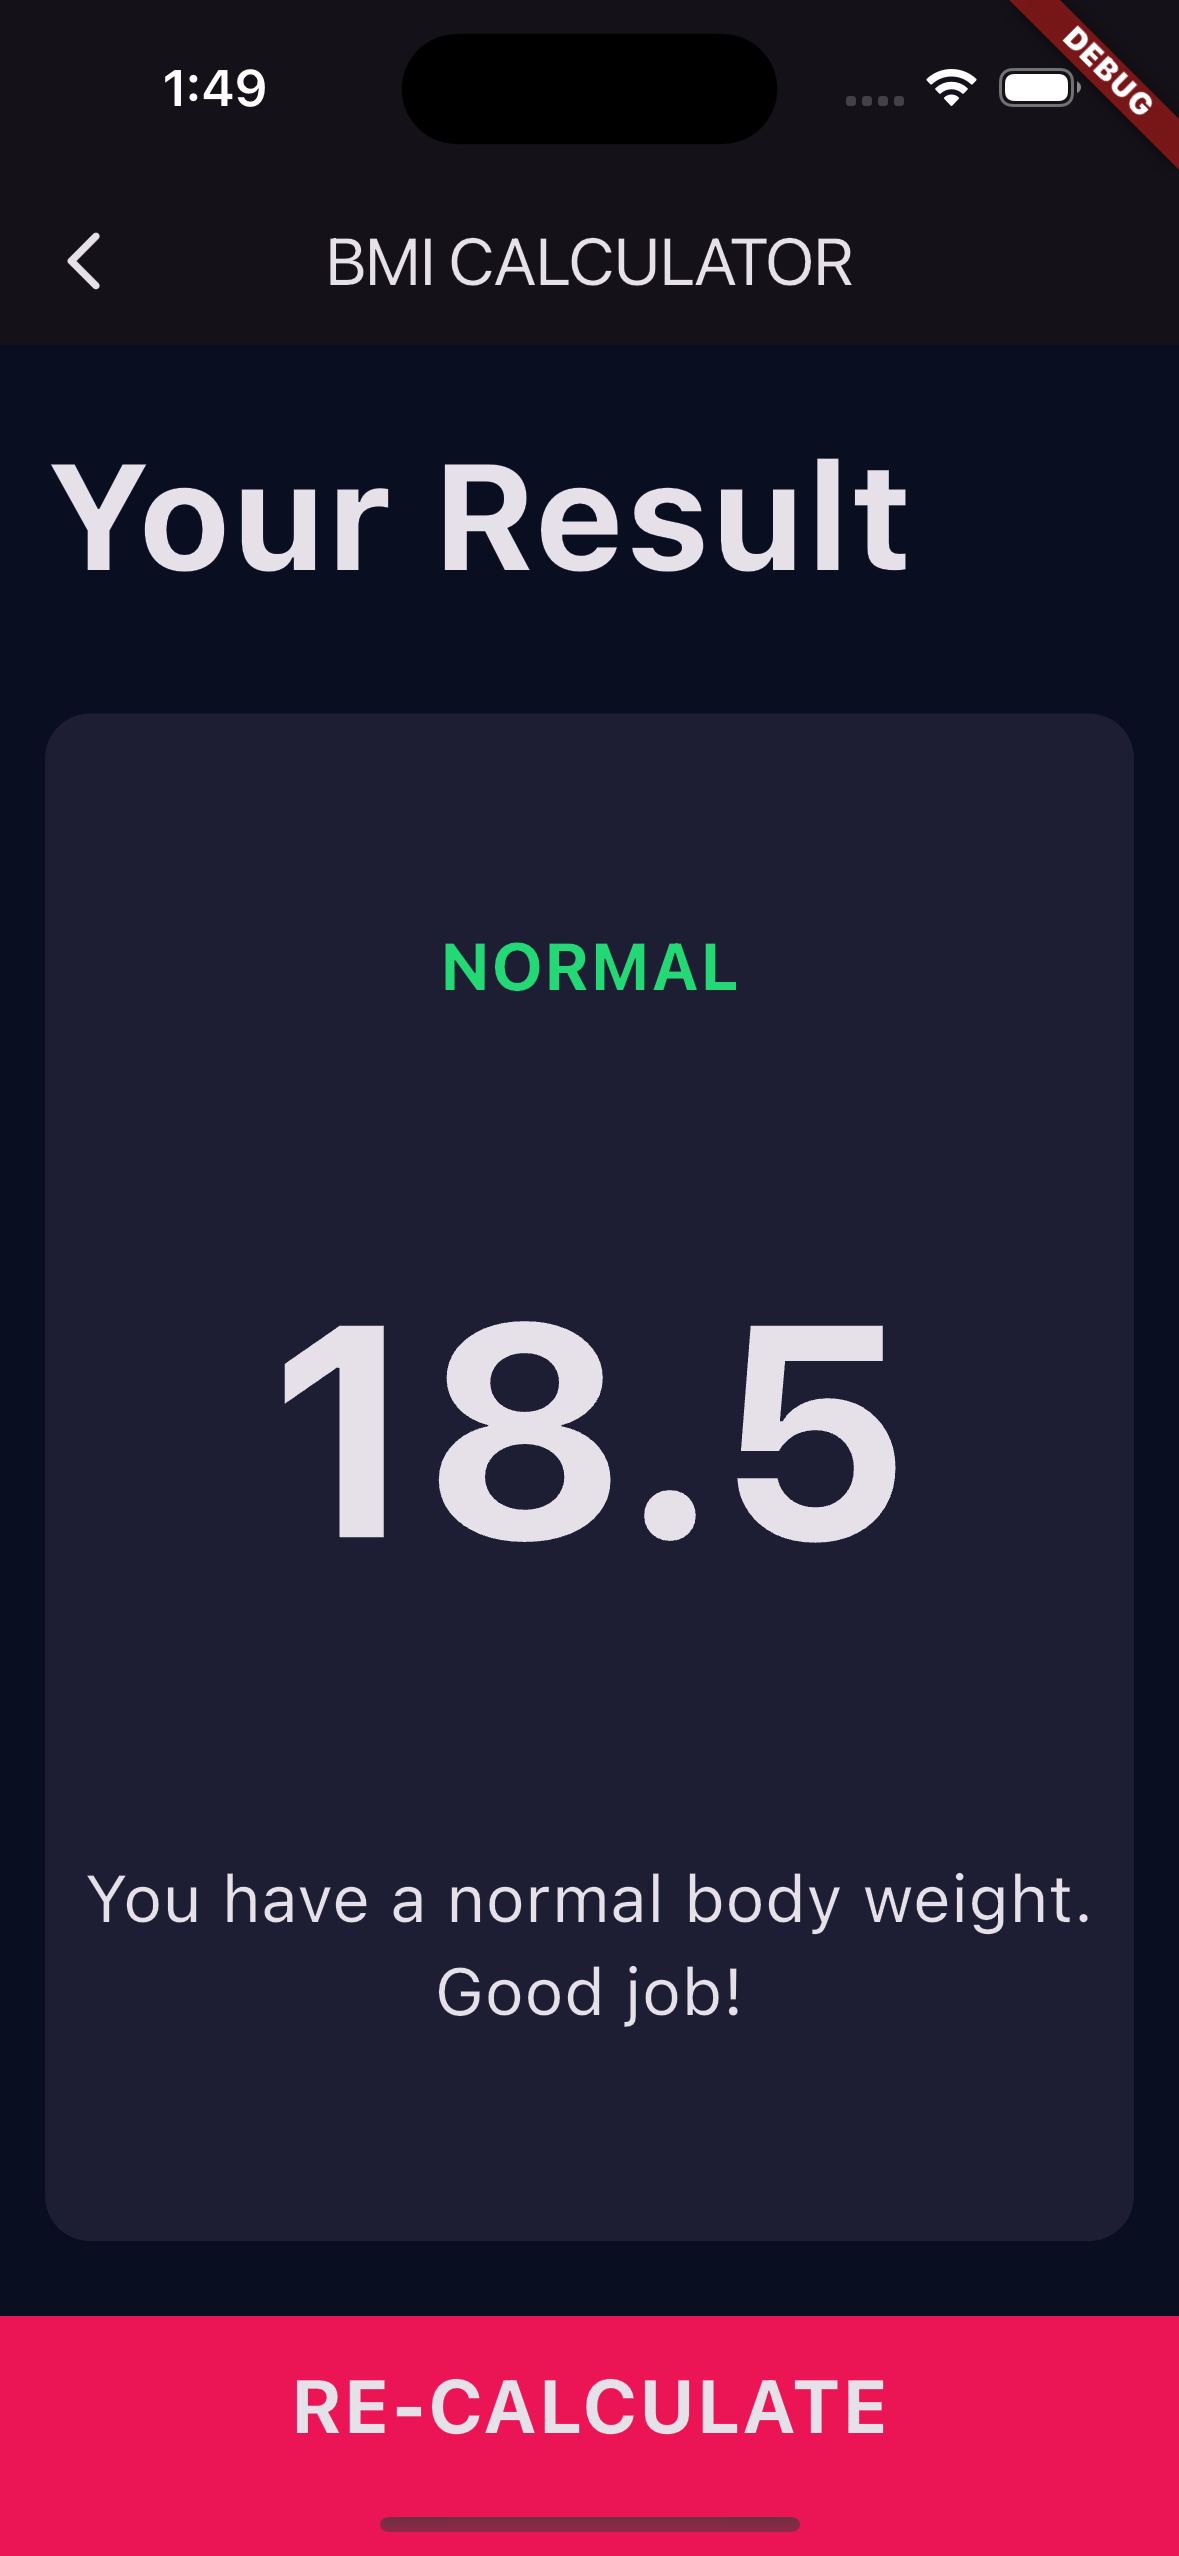 1:49
DEBUG
BMI CALCULATOR
Your Result
NORMAL
18.5
You have a normal body weight.
Good job!
RE-CALCULATE